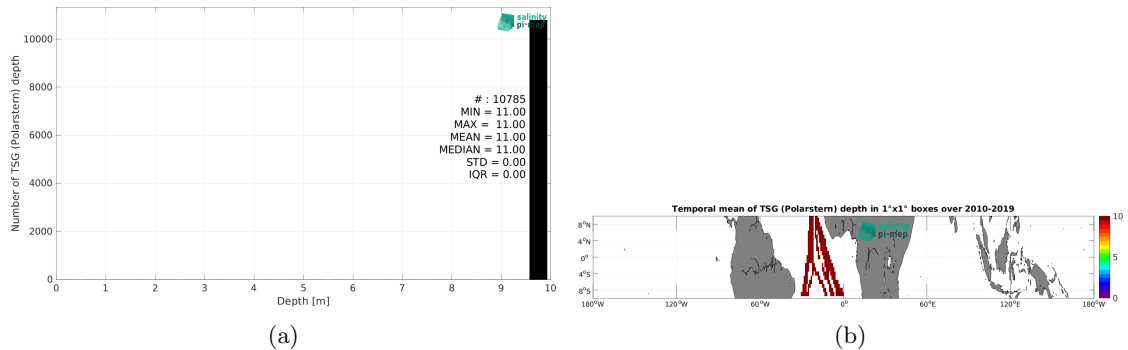 salinity
pi-mep
10000
8000
6000
4000
2000
0
Number of TSG (Polarstern) depth
# : 10785
MIN = 11.00
MAX = 11.00
MEAN = 11.00
MEDIAN = 11.00
STD = 0.00
IQR = 0.00
0 1 2 3 4 5 6 7 8 9 10
Depth [m]
(a)
Temporal mean of TSG (Polarstern) depth in 1°x1° boxes over 2010-2019
salinity
pi-mep
8°N
4°N
0°
4°S
8°S
180°W 120°W 60°W 0° 60°E 120°E 180°E
10
5
0
(b)